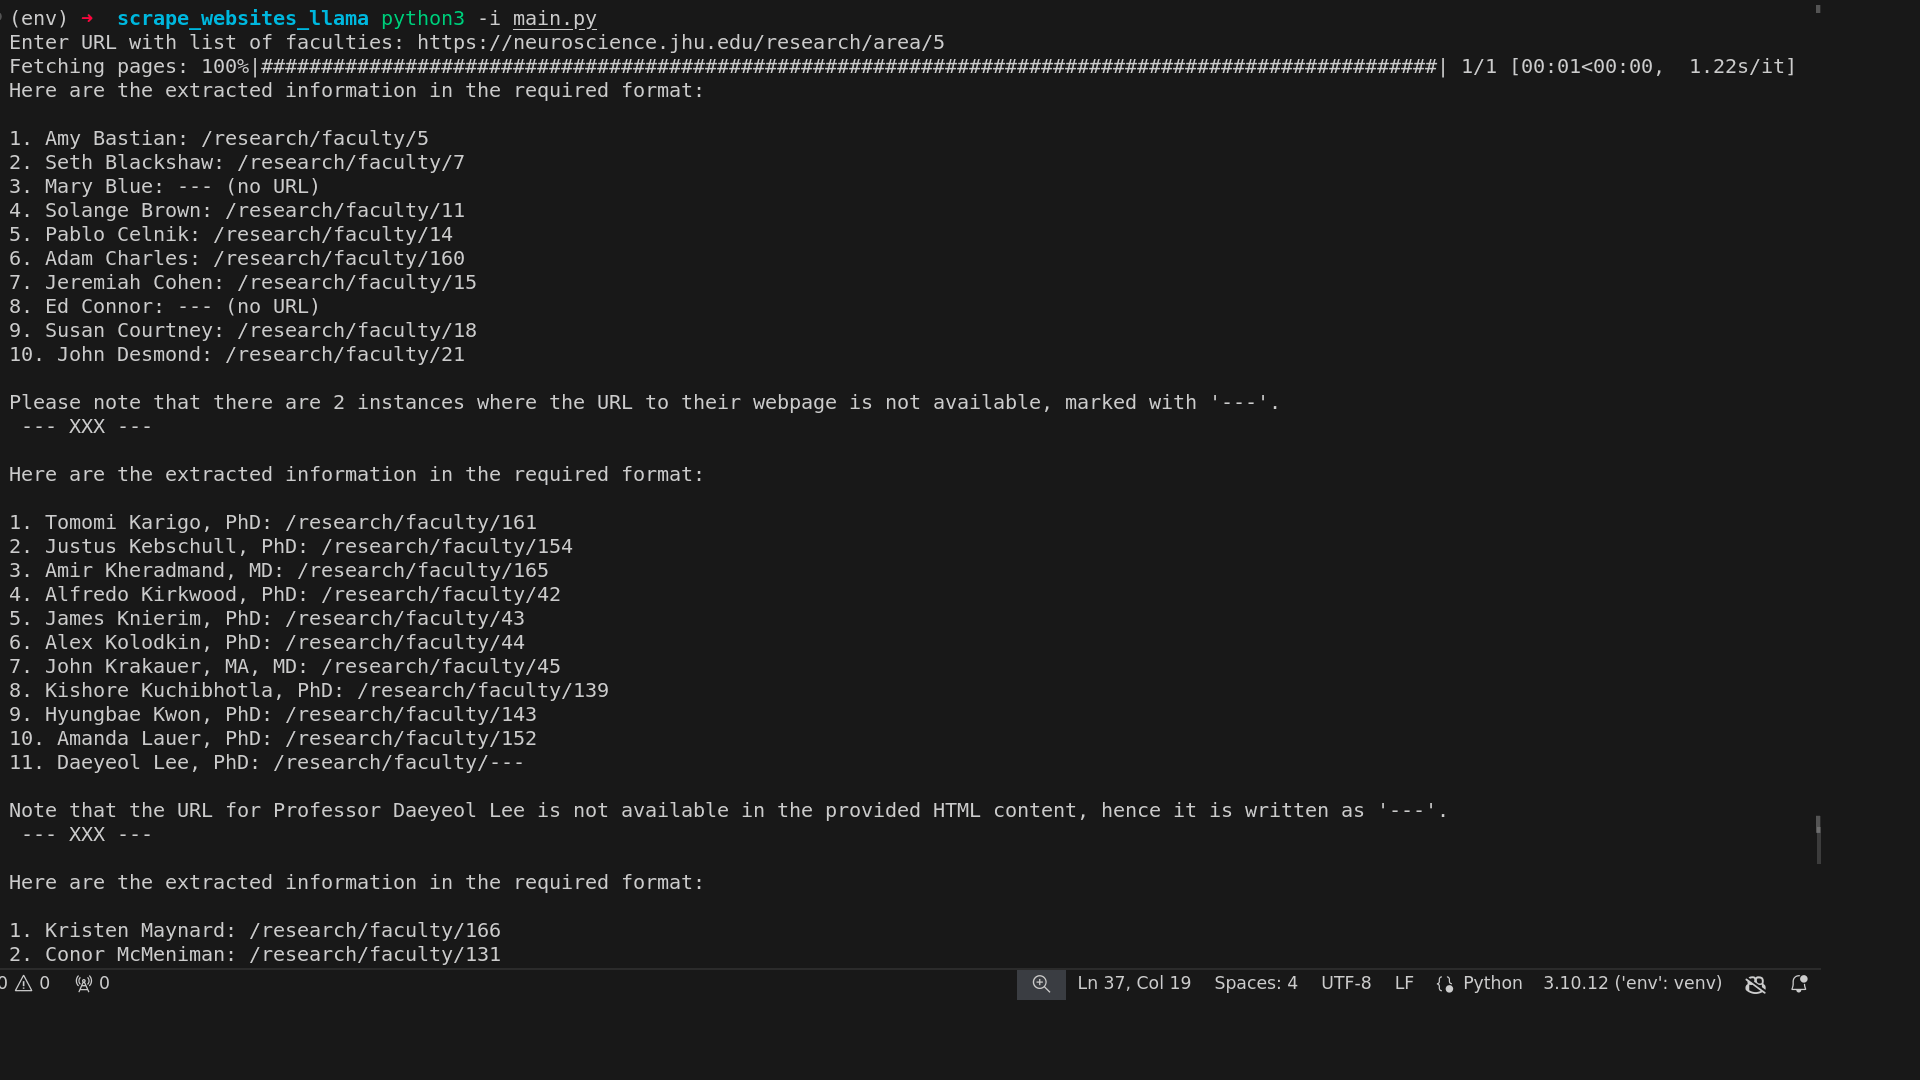 (env) ➜  scrape_websites_llama python3 -i main.py
Enter URL with list of faculties: https://neuroscience.jhu.edu/research/area/5
Fetching pages: 100%|##################################################################################################| 1/1 [00:01<00:00,  1.22s/it]
Here are the extracted information in the required format:
1. Amy Bastian: /research/faculty/5
2. Seth Blackshaw: /research/faculty/7
3. Mary Blue: --- (no URL)
4. Solange Brown: /research/faculty/11
5. Pablo Celnik: /research/faculty/14
6. Adam Charles: /research/faculty/160
7. Jeremiah Cohen: /research/faculty/15
8. Ed Connor: --- (no URL)
9. Susan Courtney: /research/faculty/18
10. John Desmond: /research/faculty/21
Please note that there are 2 instances where the URL to their webpage is not available, marked with '---'.
--- XXX ---
Here are the extracted information in the required format:
1. Tomomi Karigo, PhD: /research/faculty/161
2. Justus Kebschull, PhD: /research/faculty/154
3. Amir Kheradmand, MD: /research/faculty/165
4. Alfredo Kirkwood, PhD: /research/faculty/42
5. James Knierim, PhD: /research/faculty/43
6. Alex Kolodkin, PhD: /research/faculty/44
7. John Krakauer, MA, MD: /research/faculty/45
8. Kishore Kuchibhotla, PhD: /research/faculty/139
9. Hyungbae Kwon, PhD: /research/faculty/143
10. Amanda Lauer, PhD: /research/faculty/152
11. Daeyeol Lee, PhD: /research/faculty/---
Note that the URL for Professor Daeyeol Lee is not available in the provided HTML content, hence it is written as '---'.
--- XXX ---
Here are the extracted information in the required format:
1. Kristen Maynard: /research/faculty/166
2. Conor McMeniman: /research/faculty/131
0 0 0 Ln 37, Col 19 Spaces: 4 UTF-8 LF Python 3.10.12 ('env': venv)